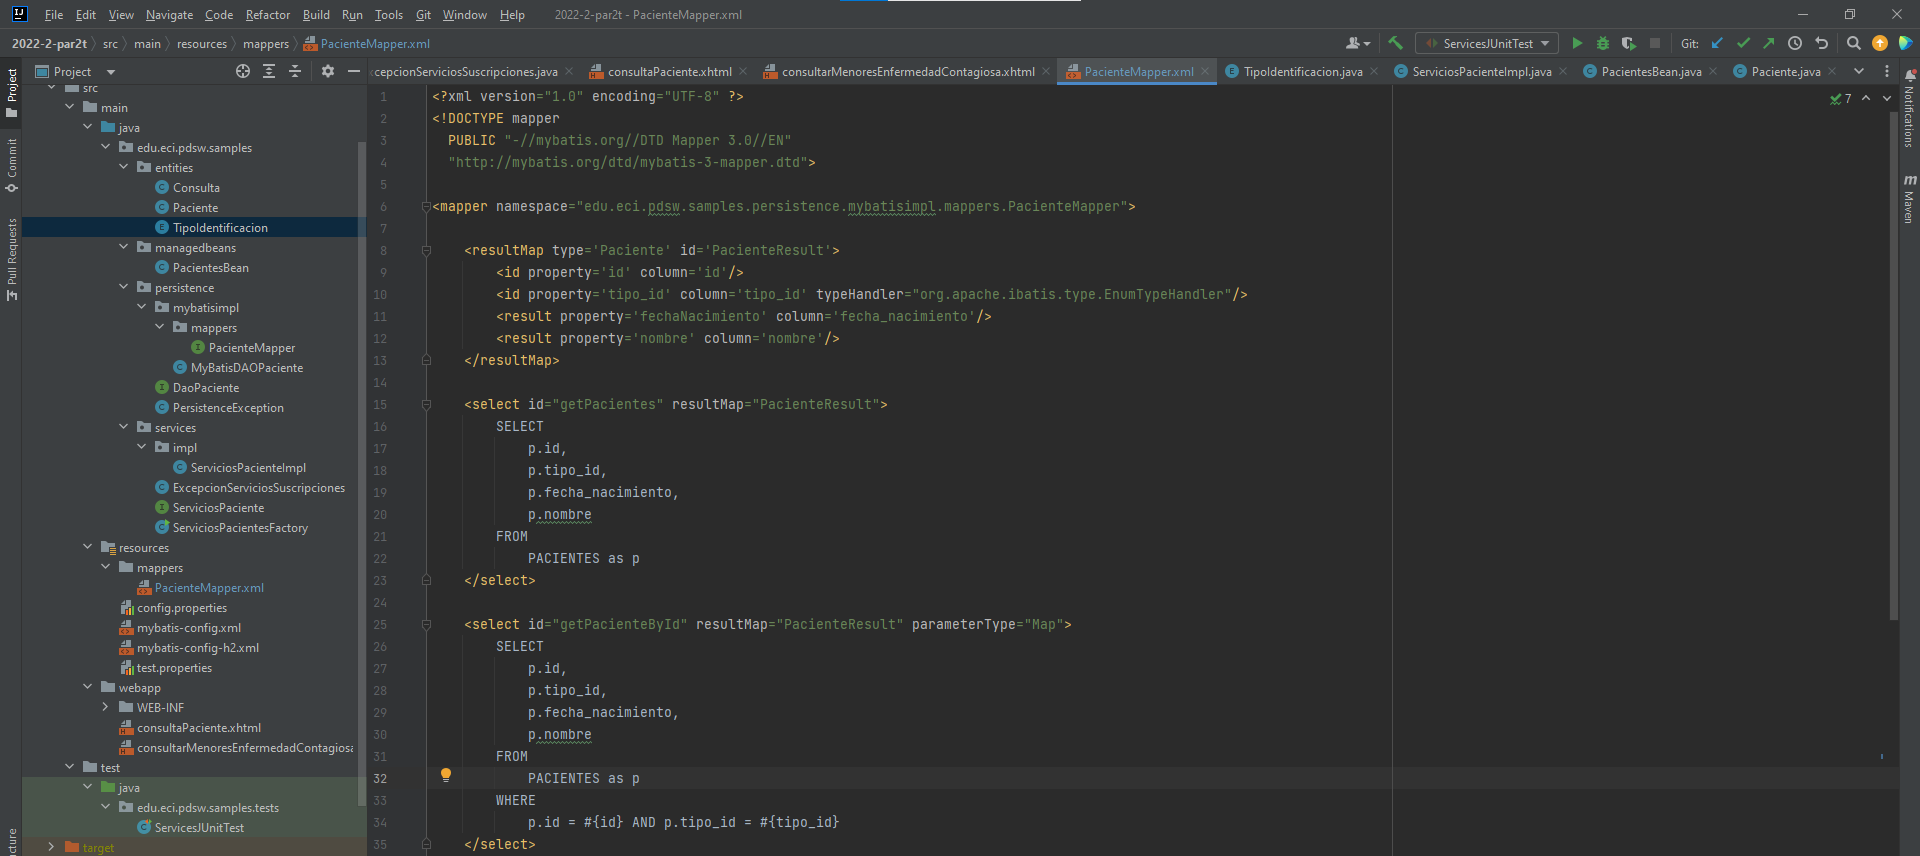 File Edit View Navigate Code Refactor Build Run Tools Git Window Help 2022-2-par2t - PacienteMapper.xml
2022-2-par2t src main resources mappers PacienteMapper.xml ServicesJUnitTest Git:
Project cepcionServiciosSuscripciones.java consultaPaciente.xhtml consultarMenoresEnfermedadContagiosa.xhtml PacienteMapper.xml TipoIdentificacion.java ServiciosPacienteImpl.java PacientesBean.java Paciente.java
Project
Commit
Pull Requests
cture
src
main
java
edu.eci.pdsw.samples
entities
Consulta
Paciente
TipoIdentificacion
managedbeans
PacientesBean
persistence
mybatisimpl
mappers
PacienteMapper
MyBatisDAOPaciente
DaoPaciente
PersistenceException
services
impl
ServiciosPacienteImpl
ExcepcionServiciosSuscripciones
ServiciosPaciente
ServiciosPacientesFactory
resources
mappers
PacienteMapper.xml
config.properties
mybatis-config.xml
mybatis-config-h2.xml
test.properties
webapp
WEB-INF
consultaPaciente.xhtml
consultarMenoresEnfermedadContagiosa
test
java
edu.eci.pdsw.samples.tests
ServicesJUnitTest
target
1 <?xml version="1.0" encoding="UTF-8" ?>
2 <!DOCTYPE mapper
3 PUBLIC "-//mybatis.org//DTD Mapper 3.0//EN"
4 "http://mybatis.org/dtd/mybatis-3-mapper.dtd">
5
6 <mapper namespace="edu.eci.pdsw.samples.persistence.mybatisimpl.mappers.PacienteMapper">
7
8 <resultMap type='Paciente' id='PacienteResult'>
9 <id property='id' column='id'/>
10 <id property='tipo_id' column='tipo_id' typeHandler="org.apache.ibatis.type.EnumTypeHandler"/>
11 <result property='fechaNacimiento' column='fecha_nacimiento'/>
12 <result property='nombre' column='nombre'/>
13 </resultMap>
14
15 <select id="getPacientes" resultMap="PacienteResult">
16 SELECT
17 p.id,
18 p.tipo_id,
19 p.fecha_nacimiento,
20 p.nombre
21 FROM
22 PACIENTES as p
23 </select>
24
25 <select id="getPacienteById" resultMap="PacienteResult" parameterType="Map">
26 SELECT
27 p.id,
28 p.tipo_id,
29 p.fecha_nacimiento,
30 p.nombre
31 FROM
32 PACIENTES as p
33 WHERE
34 p.id = #{id} AND p.tipo_id = #{tipo_id}
35 </select>
7
Notifications
m Maven